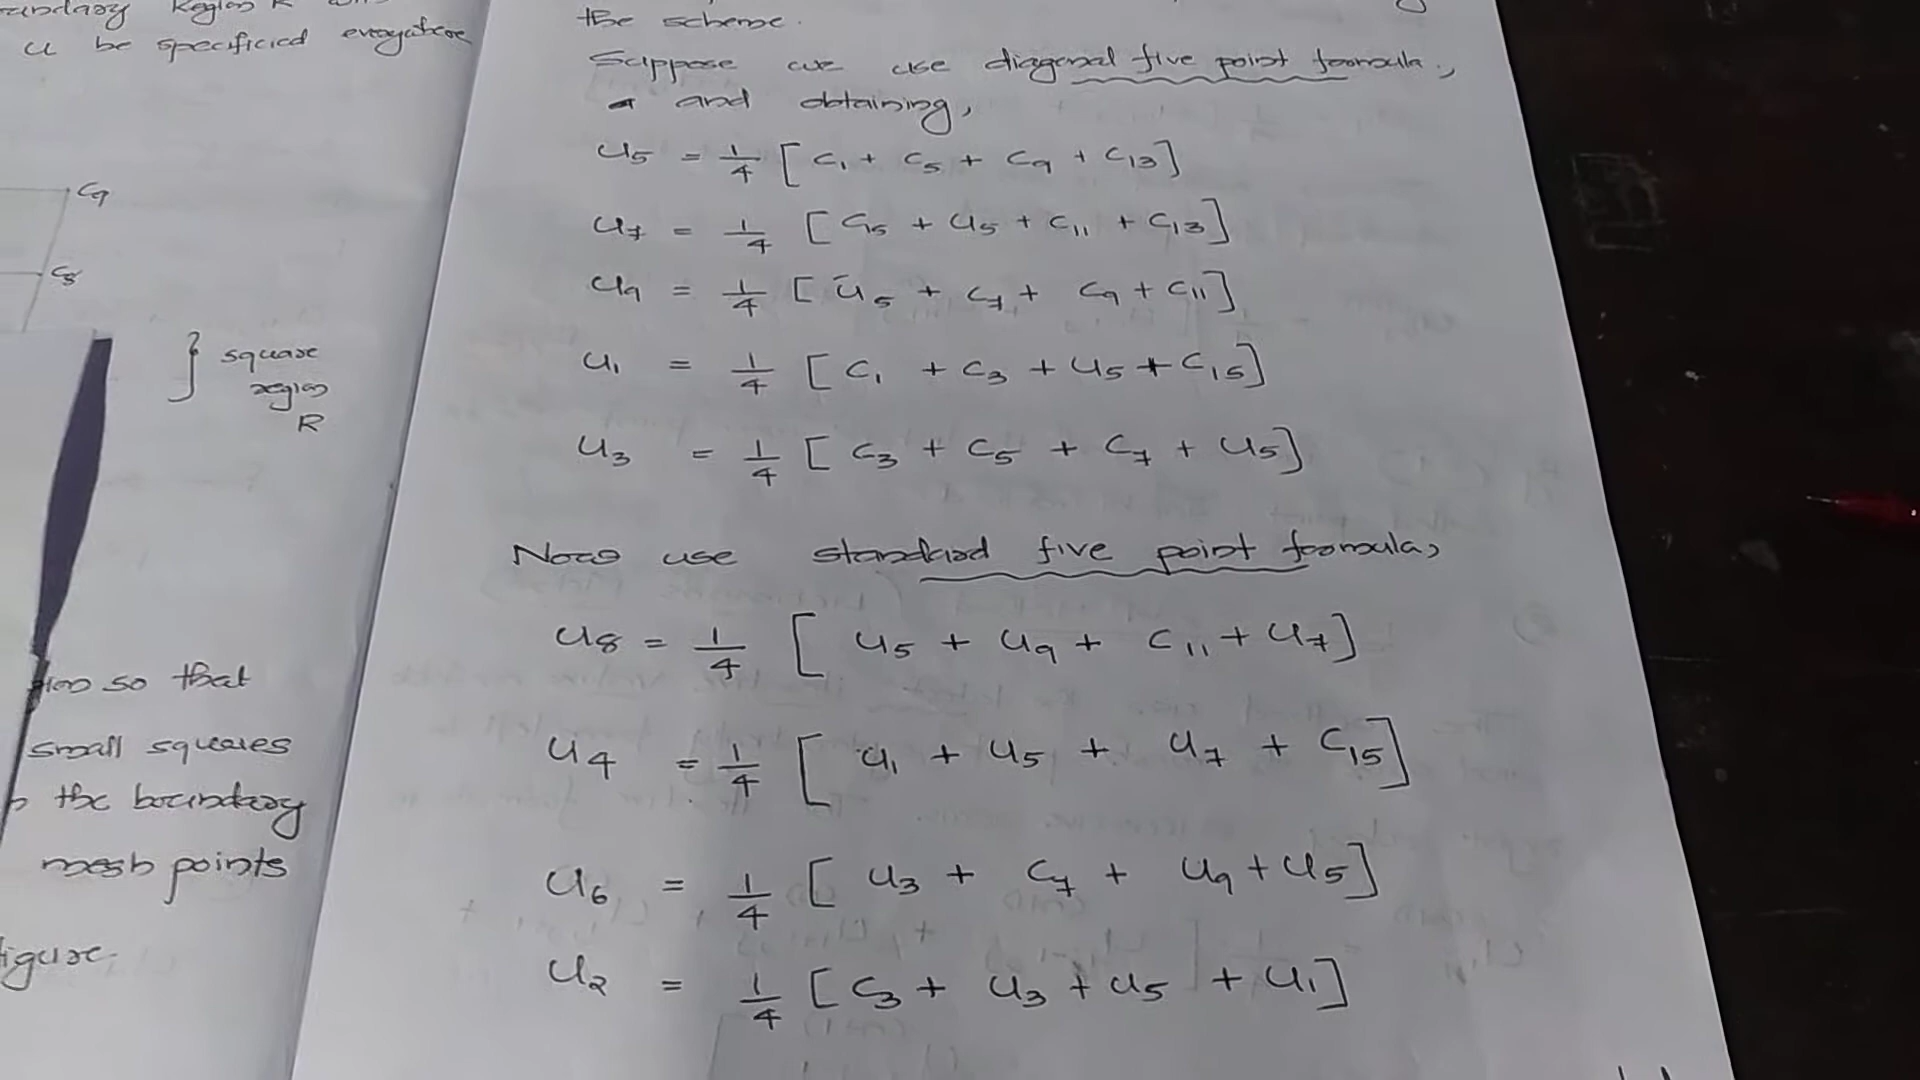 u be specificied
C9
C8
square
region
R
so that
small squares
the boundary
mesh points
the scheme.
Suppose we use diagonal five point formula,
and obtaining,
u5 = 1/4 [c1 + c5 + c9 + c13]
u7 = 1/4 [c15 + u5 + c11 + c13]
u9 = 1/4 [u5 + c7 + c9 + c11]
u1 = 1/4 [c1 + c3 + u5 + c15]
u3 = 1/4 [c3 + c5 + c7 + u5]
Now use standard five point formula,
u8 = 1/4 [u5 + u9 + c11 + u7]
u4 = 1/4 [u1 + u5 + u7 + c15]
u6 = 1/4 [u3 + c7 + u9 + u5]
u2 = 1/4 [c3 + u3 + u5 + u1]